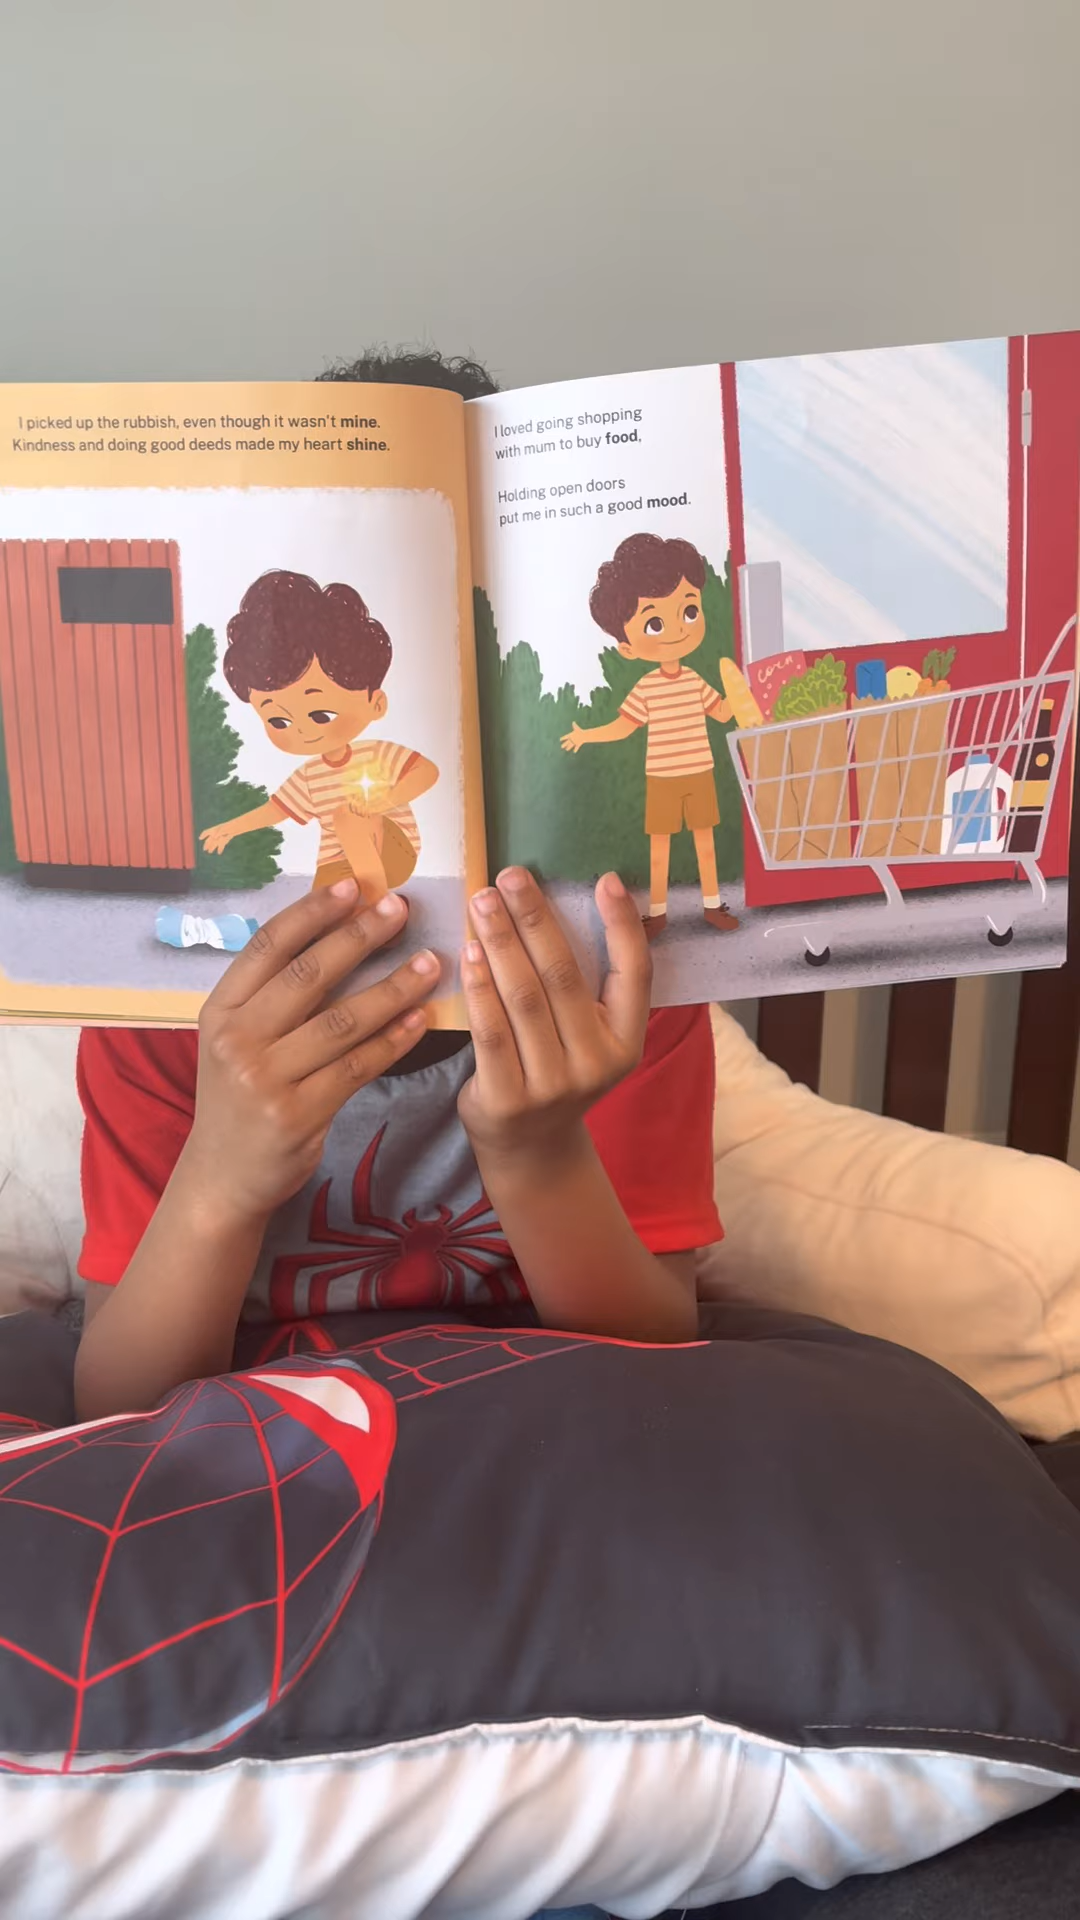 I picked up the rubbish, even though it wasn't mine.
Kindness and doing good deeds made my heart shine.
I loved going shopping
with mum to buy food,
Holding open doors
put me in such a good mood.
corn